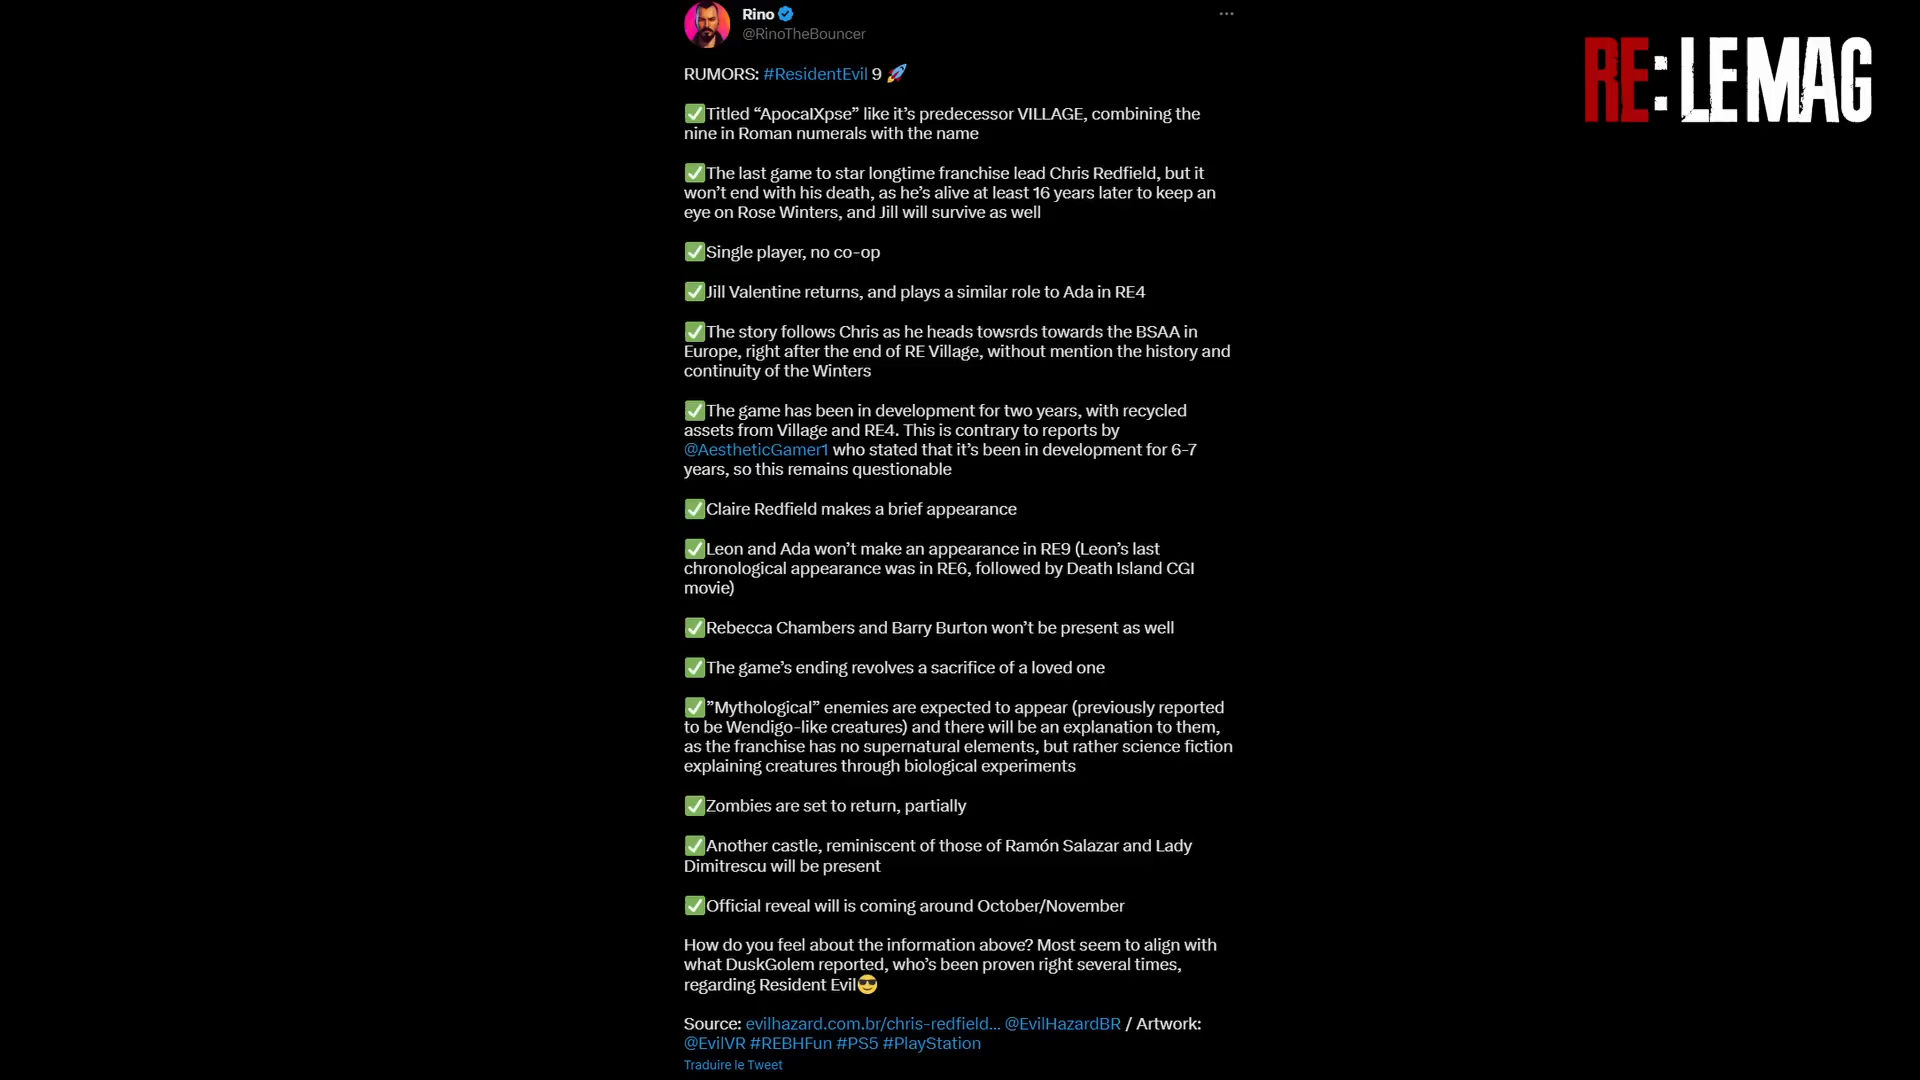 Rino
@RinoTheBouncer
RE:LEMAG
RUMORS: #ResidentEvil 9 🚀
✅Titled “ApocalXpse” like it’s predecessor VILLAGE, combining the
nine in Roman numerals with the name
✅The last game to star longtime franchise lead Chris Redfield, but it
won’t end with his death, as he’s alive at least 16 years later to keep an
eye on Rose Winters, and Jill will survive as well
✅Single player, no co-op
✅Jill Valentine returns, and plays a similar role to Ada in RE4
✅The story follows Chris as he heads towsrds towards the BSAA in
Europe, right after the end of RE Village, without mention the history and
continuity of the Winters
✅The game has been in development for two years, with recycled
assets from Village and RE4. This is contrary to reports by
@AestheticGamer1 who stated that it’s been in development for 6-7
years, so this remains questionable
✅Claire Redfield makes a brief appearance
✅Leon and Ada won’t make an appearance in RE9 (Leon’s last
chronological appearance was in RE6, followed by Death Island CGI
movie)
✅Rebecca Chambers and Barry Burton won’t be present as well
✅The game’s ending revolves a sacrifice of a loved one
✅”Mythological” enemies are expected to appear (previously reported
to be Wendigo-like creatures) and there will be an explanation to them,
as the franchise has no supernatural elements, but rather science fiction
explaining creatures through biological experiments
✅Zombies are set to return, partially
✅Another castle, reminiscent of those of Ramón Salazar and Lady
Dimitrescu will be present
✅Official reveal will is coming around October/November
How do you feel about the information above? Most seem to align with
what DuskGolem reported, who’s been proven right several times,
regarding Resident Evil😎
Source: evilhazard.com.br/chris-redfield... @EvilHazardBR / Artwork:
@EvilVR #REBHFun #PS5 #PlayStation
Traduire le Tweet